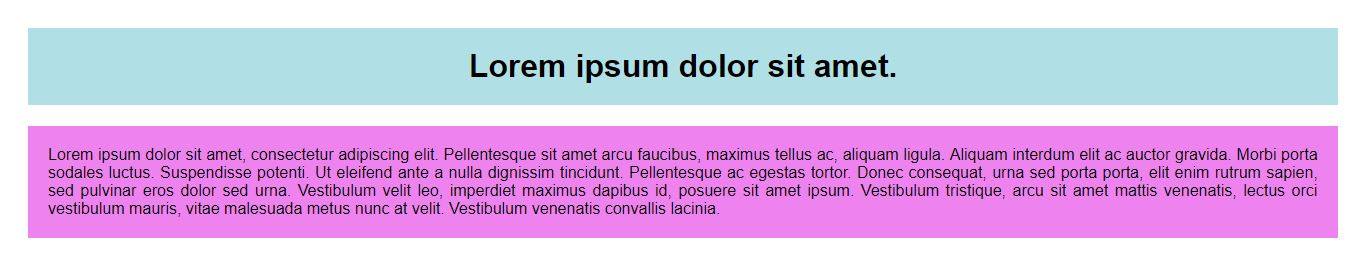 Lorem ipsum dolor sit amet.
Lorem ipsum dolor sit amet, consectetur adipiscing elit. Pellentesque sit amet arcu faucibus, maximus tellus ac, aliquam ligula. Aliquam interdum elit ac auctor gravida. Morbi porta
sodales luctus. Suspendisse potenti. Ut eleifend ante a nulla dignissim tincidunt. Pellentesque ac egestas tortor. Donec consequat, urna sed porta porta, elit enim rutrum sapien,
sed pulvinar eros dolor sed urna. Vestibulum velit leo, imperdiet maximus dapibus id, posuere sit amet ipsum. Vestibulum tristique, arcu sit amet mattis venenatis, lectus orci
vestibulum mauris, vitae malesuada metus nunc at velit. Vestibulum venenatis convallis lacinia.